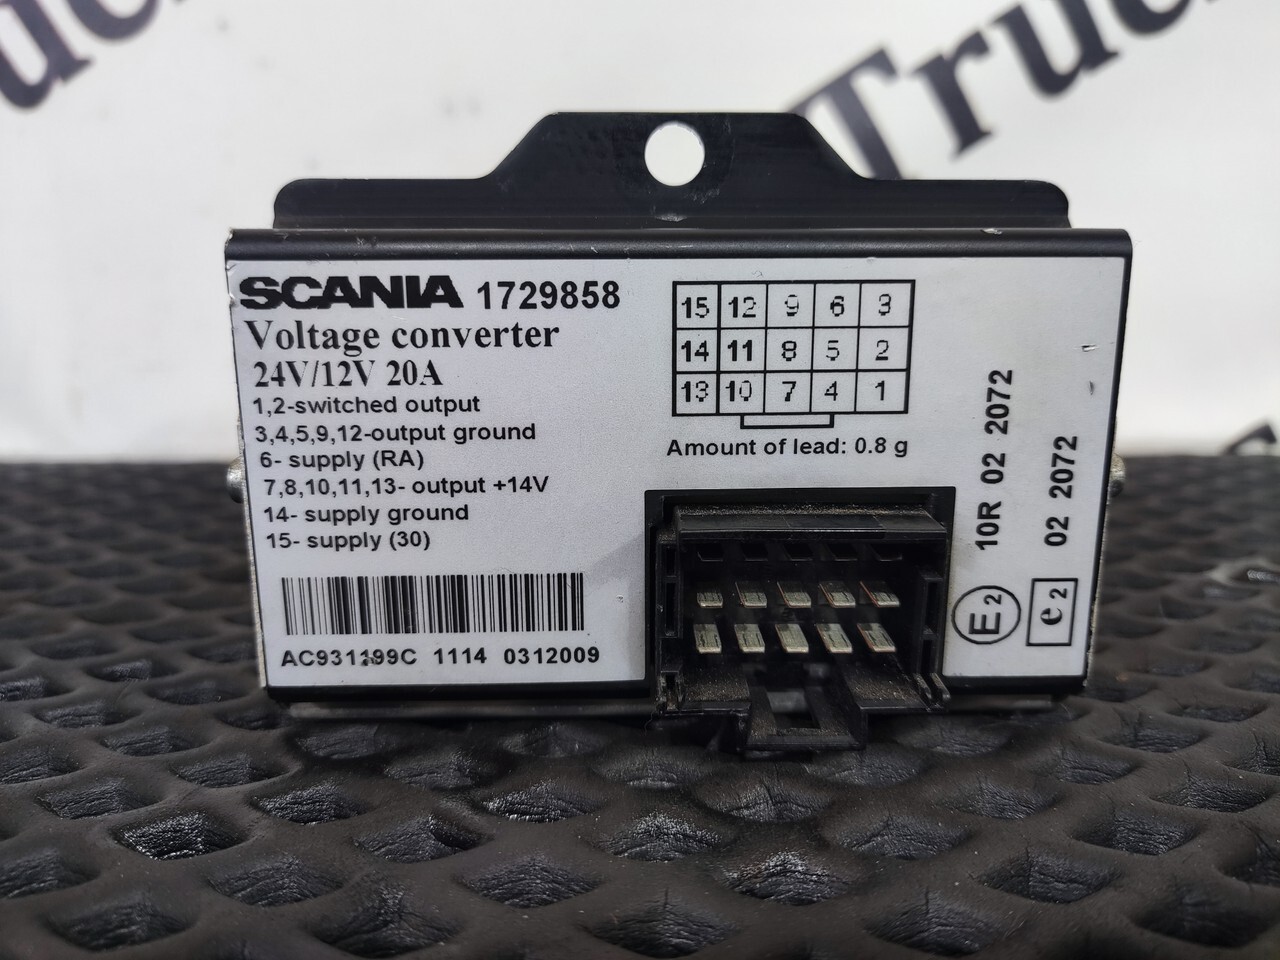 Truc
SCANIA 1729858
Voltage converter
24V/12V 20A
1,2-switched output
3,4,5,9,12-output ground
6- supply (RA)
7,8,10,11,13- output +14V
14- supply ground
15- supply (30)
AC931199C 1114 0312009
15 12 9 6 3
14 11 8 5 2
13 10 7 4 1
Amount of lead: 0.8 g
10R 02 2072
E2
02 2072
e2